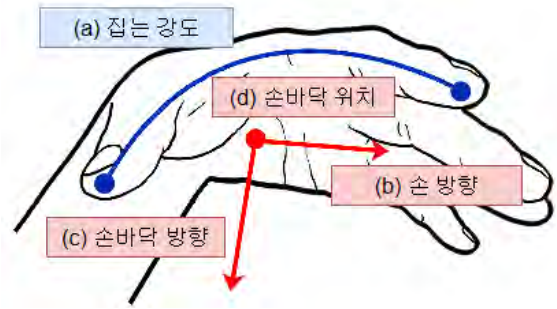 (a) 집는 강도
(d) 손바닥 위치
(b) 손 방향
(c) 손바닥 방향